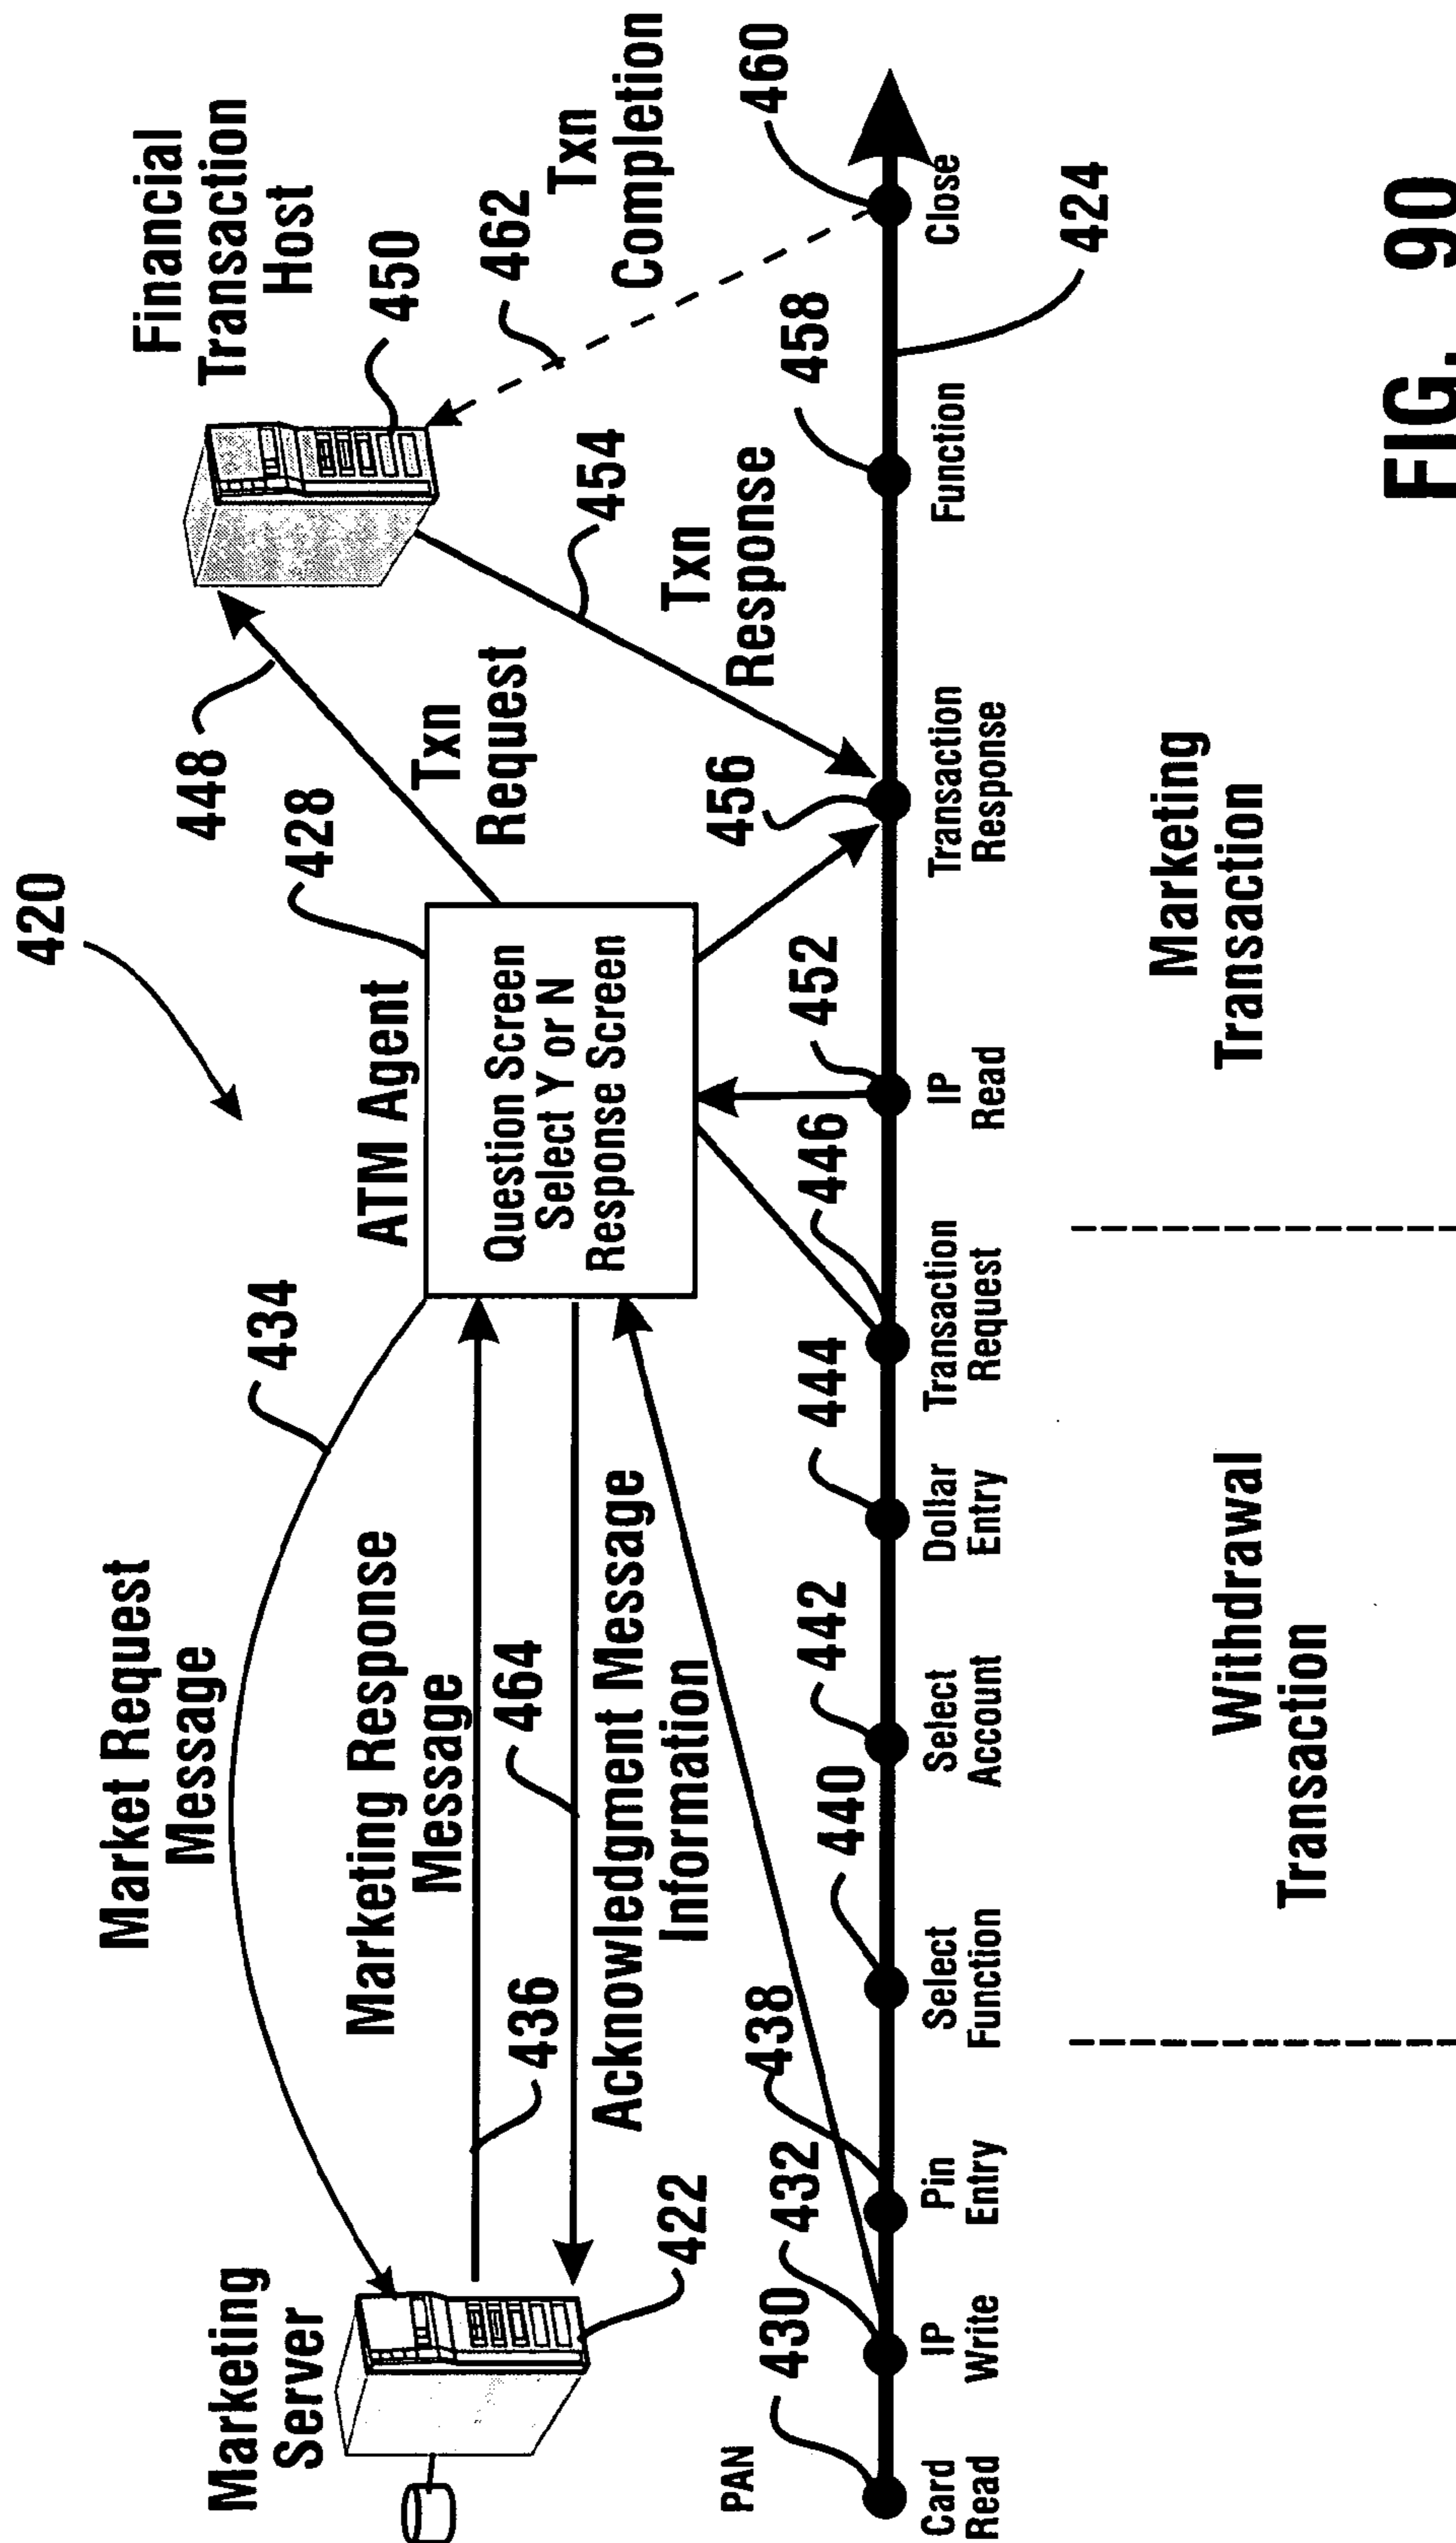 420
Market Request
Message
434
Marketing
Server
422
Marketing Response
Message
436
464
Acknowledgment Message
Information
ATM Agent
428
Question Screen
Select Y or N
Response Screen
448
Txn
Request
Financial
Transaction
Host
450
462
Txn
Completion
454
Txn
Response
PAN
430
432
438
440
442
444
446
452
456
458
460
Card
Read
IP
Write
Pin
Entry
Select
Function
Select
Account
Dollar
Entry
Transaction
Request
IP
Read
Transaction
Response
Function
Close
424
Withdrawal
Transaction
Marketing
Transaction
FIG. 90